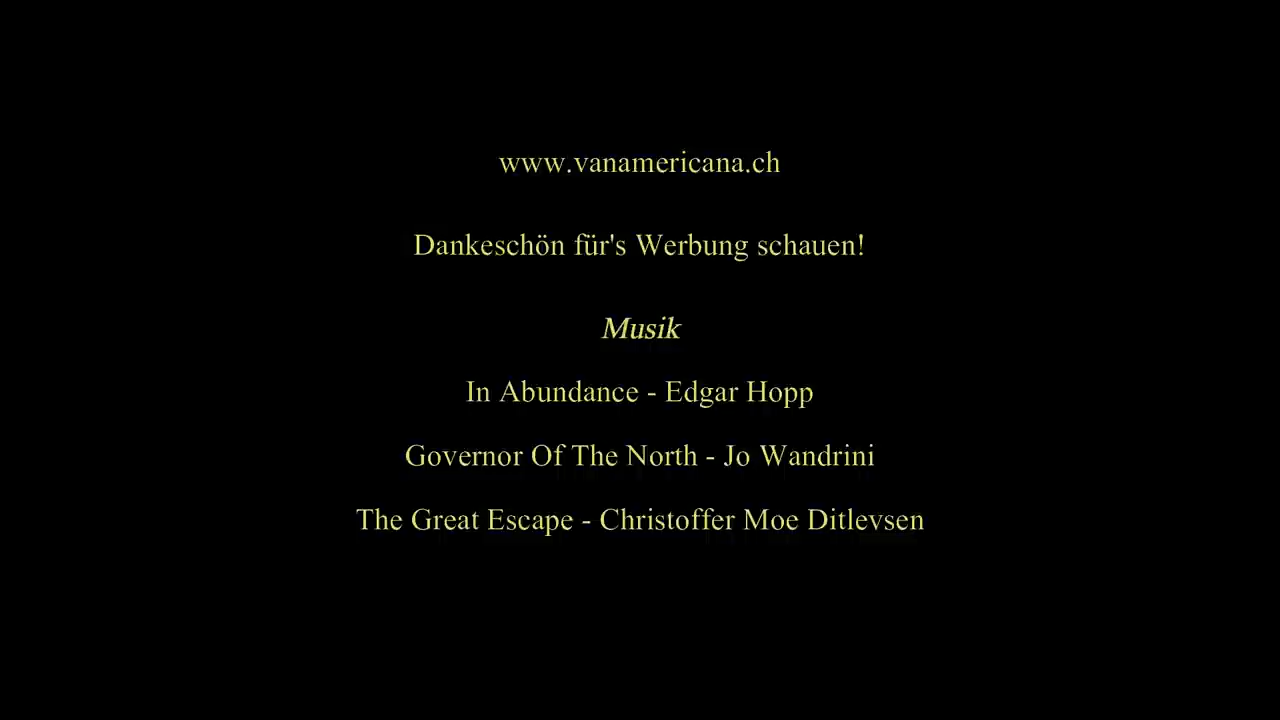 www.vanamericana.ch
Dankeschön für's Werbung schauen!
Musik
In Abundance - Edgar Hopp
Governor Of The North - Jo Wandrini
The Great Escape - Christoffer Moe Ditlevsen